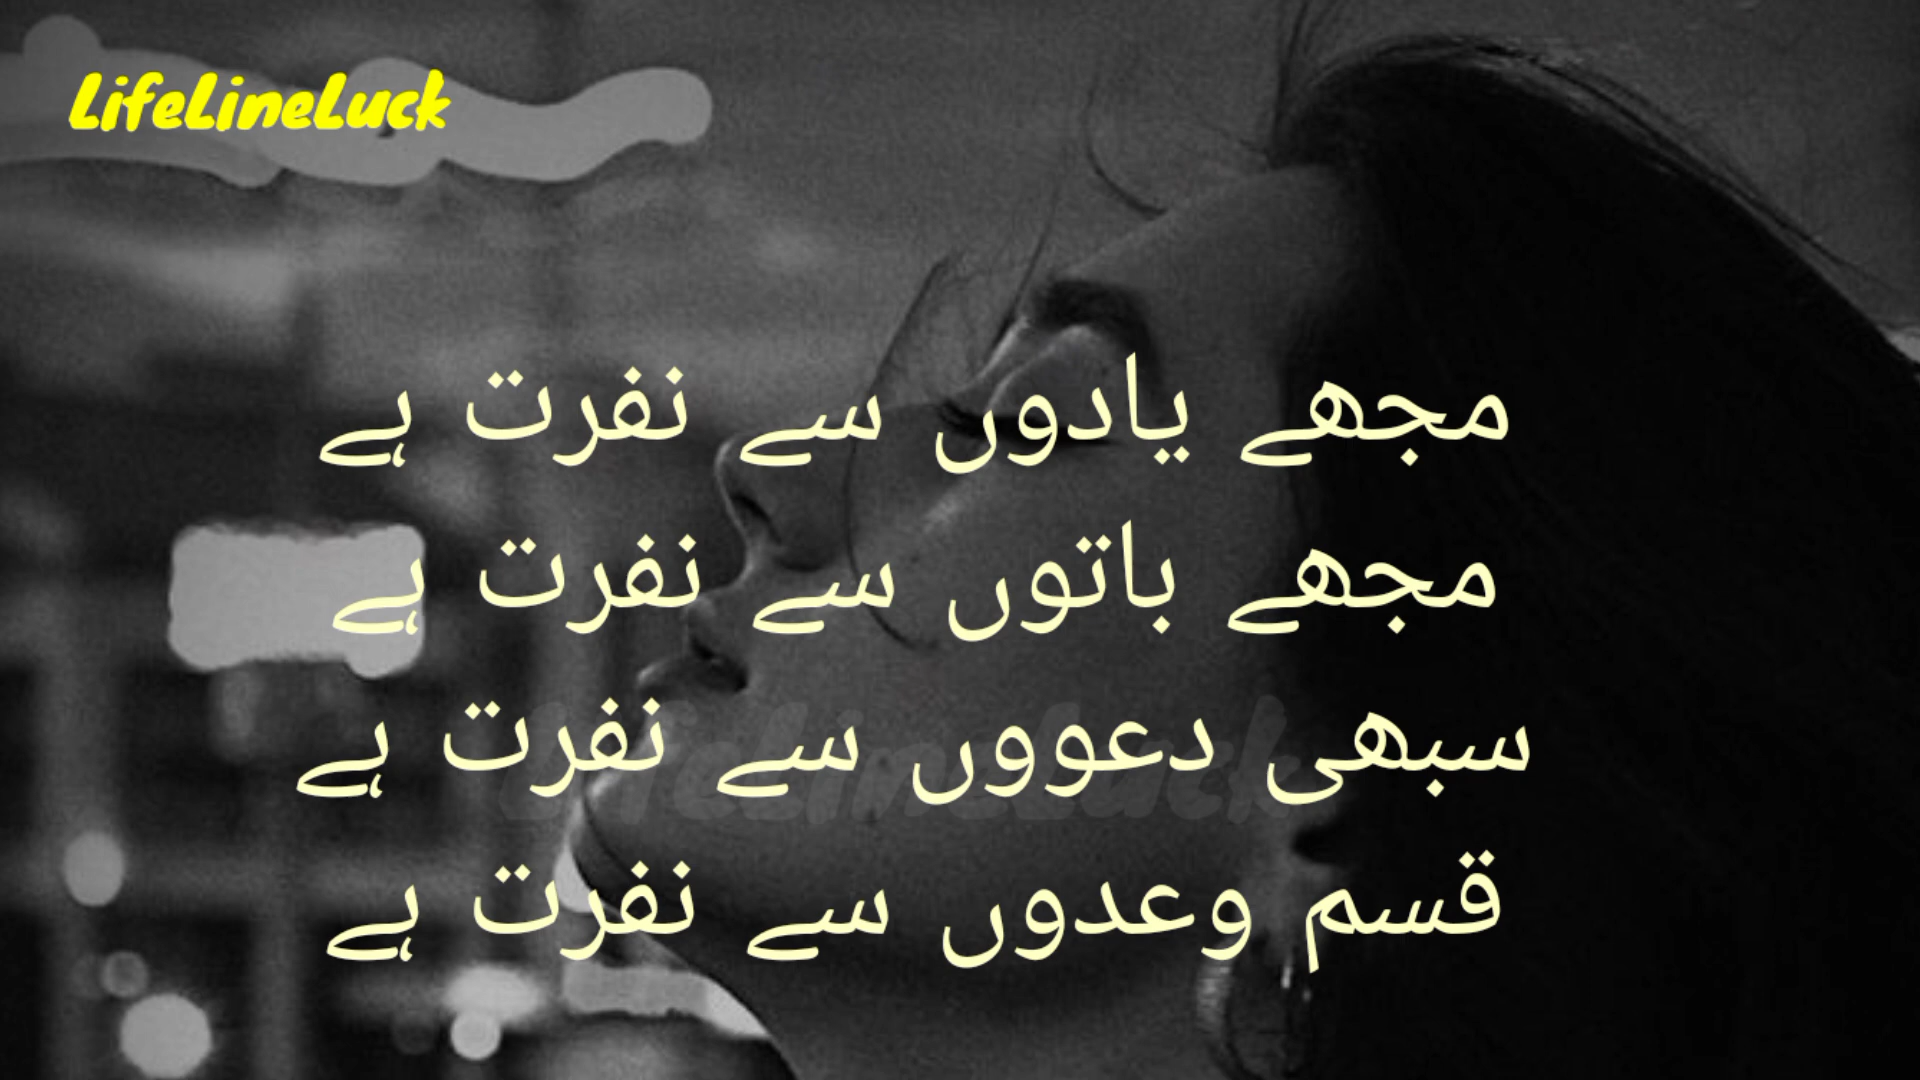 LifeLineLuck
مجھے یادوں سے نفرت ہے
مجھے باتوں سے نفرت ہے
سبھی دعووں سے نفرت ہے
LifeLineLuck
قسم وعدوں سے نفرت ہے